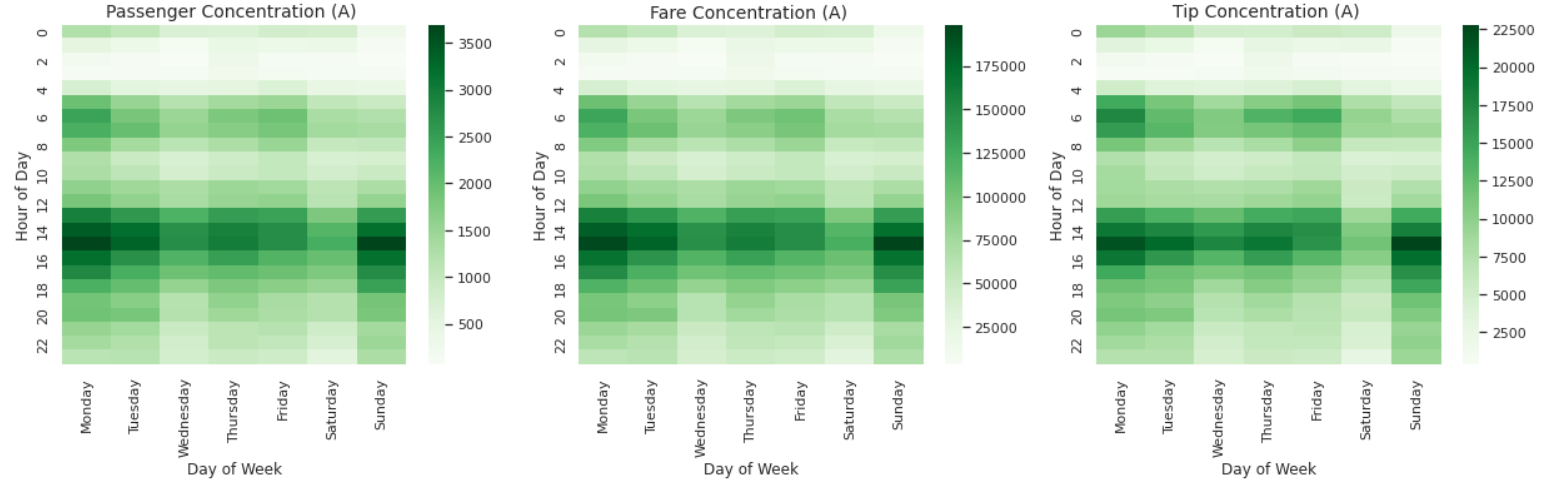 Passenger Concentration (A)
Hour of Day
0
2
4
6
8
10
12
14
16
18
20
22
Monday
Tuesday
Wednesday
Thursday
Friday
Saturday
Sunday
Day of Week
3500
3000
2500
2000
1500
1000
500
Fare Concentration (A)
Hour of Day
0
2
4
6
8
10
12
14
16
18
20
22
Monday
Tuesday
Wednesday
Thursday
Friday
Saturday
Sunday
Day of Week
175000
150000
125000
100000
75000
50000
25000
Tip Concentration (A)
Hour of Day
0
2
4
6
8
10
12
14
16
18
20
22
Monday
Tuesday
Wednesday
Thursday
Friday
Saturday
Sunday
Day of Week
22500
20000
17500
15000
12500
10000
7500
5000
2500